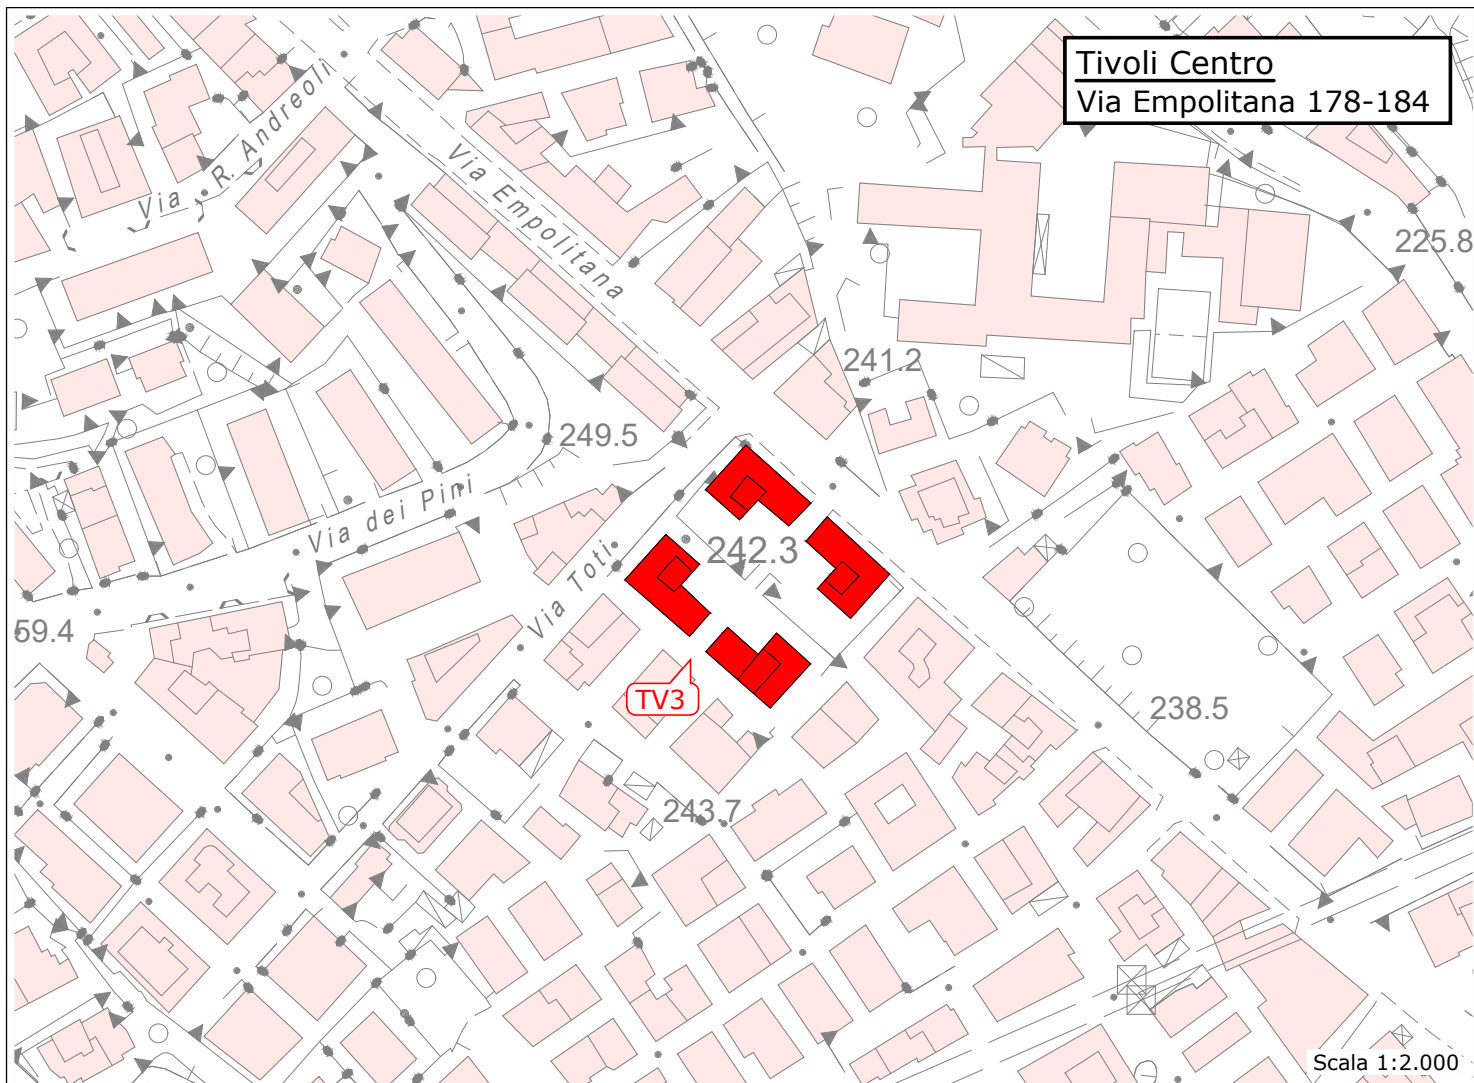 Tivoli Centro
Via Empolitana 178-184
Via R. Andreoli
Via Empolitana
225.8
241.2
249.5
Via dei Pini
242.3
Via Toti
59.4
TV3
238.5
243.7
Scala 1:2.000